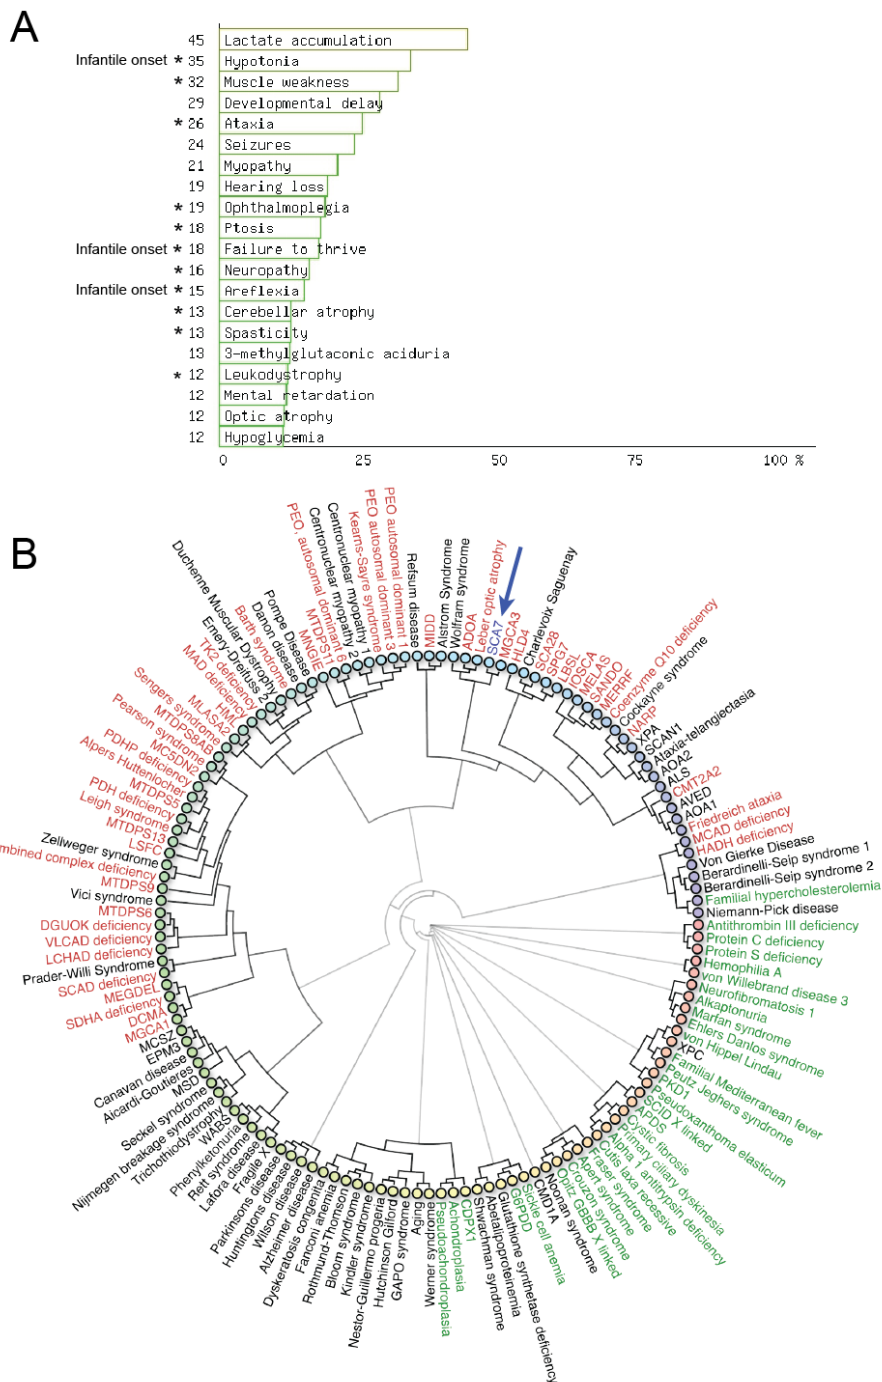 A
45 Lactate accumulation
Infantile onset * 35 Hypotonia
* 32 Muscle weakness
29 Developmental delay
* 26 Ataxia
24 Seizures
21 Myopathy
19 Hearing loss
* 19 Ophthalmoplegia
* 18 Ptosis
Infantile onset * 18 Failure to thrive
* 16 Neuropathy
Infantile onset * 15 Areflexia
* 13 Cerebellar atrophy
* 13 Spasticity
13 3-methylglutaconic aciduria
* 12 Leukodystrophy
12 Mental retardation
12 Optic atrophy
12 Hypoglycemia
0 25 50 75 100 %
B
MIDD
Alstrom Syndrome
Wolfram syndrome
ADOA
Leber optic atrophy
SCA7
MGCA3
HLD4
Charlevoix Saguenay
SCA28
SPG7
LBSL
IOSCA
MELAS
SANDO
MERRF
Coenzyme Q10 deficiency
Cockayne syndrome
NARP
XPA
SCAN1
Ataxia-telangiectasia
AOA2
ALS
CMT2A2
AVED
AOA1
Friedreich ataxia
MCAD deficiency
HADH deficiency
Von Gierke Disease
Berardinelli-Seip syndrome 1
Berardinelli-Seip syndrome 2
Familial hypercholesterolemia
Niemann-Pick disease
Antithrombin III deficiency
Protein C deficiency
Protein S deficiency
Hemophilia A
von Willebrand disease 3
Neurofibromatosis 1
Alkaptonuria
Marfan syndrome
Ehlers Danlos syndrome
von Hippel Lindau
XPC
Familial Mediterranean fever
Peutz Jeghers syndrome
PKD1
Pseudoxanthoma elasticum
SCID X linked
APDS
Cystic fibrosis
Primary ciliary dyskinesia
Alpha 1 antitrypsin deficiency
Cutis laxa recessive
Fraser syndrome
Apert syndrome
Crouzon syndrome
Opitz GBBB X linked
Noonan syndrome
CMD1A
Sickle cell anemia
G6PDD
Glutathione synthetase deficiency
Abetalipoproteinemia
Shwachman syndrome
CDPX1
Achondroplasia
Pseudoachondroplasia
Werner syndrome
Aging
GAPO syndrome
Hutchinson Gilford
Nestor-Guillermo progeria
Kindler syndrome
Bloom syndrome
Rothmund-Thomson
Fanconi anemia
Dyskeratosis congenita
Alzheimer disease
Wilson disease
Huntingtons disease
Parkinsons disease
Fragile X
Lafora disease
Rett syndrome
Phenylketonuria
WABS
Trichothiodystrophy
Nijmegen breakage syndrome
Seckel syndrome
MSD
Aicardi-Goutieres
Canavan disease
EPM3
MCSZ
MGCA1
DCMA
SDHA deficiency
MEGDEL
SCAD deficiency
Prader-Willi Syndrome
LCHAD deficiency
VLCAD deficiency
DGUOK deficiency
MTDPS6
Vici syndrome
MTDPS9
mbined complex deficiency
Zellweger syndrome
LSFC
MTDPS13
Leigh syndrome
PDH deficiency
MTDPS5
Alpers Huttenlocher
PDHP deficiency
MC5DN2
Pearson syndrome
MTDPS8AB
Sengers syndrome
MLASA2
HML
MAD deficiency
TK2 deficiency
Barth syndrome
Emery-Dreifuss 2
Duchenne Muscular Dystrophy
Danon disease
Pompe Disease
MNGIE
MTDPS11
PEO, autosomal dominant 6
Centronuclear myopathy 2
Centronuclear myopathy 1
Kearns-Sayre syndrome
PEO autosomal dominant 3
PEO autosomal dominant 1
Refsum disease